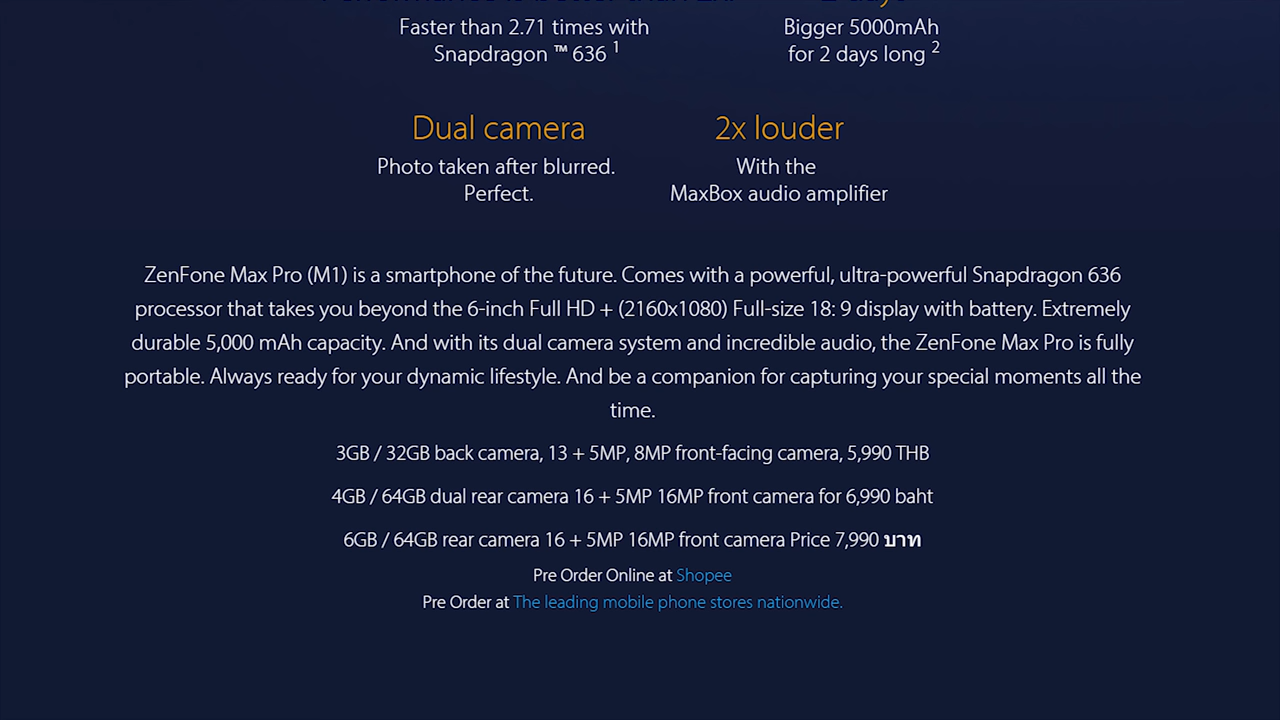 Faster than 2.71 times with
Snapdragon ™ 636 1
Bigger 5000mAh
for 2 days long 2
Dual camera
Photo taken after blurred.
Perfect.
2x louder
With the
MaxBox audio amplifier
ZenFone Max Pro (M1) is a smartphone of the future. Comes with a powerful, ultra-powerful Snapdragon 636
processor that takes you beyond the 6-inch Full HD + (2160x1080) Full-size 18: 9 display with battery. Extremely
durable 5,000 mAh capacity. And with its dual camera system and incredible audio, the ZenFone Max Pro is fully
portable. Always ready for your dynamic lifestyle. And be a companion for capturing your special moments all the
time.
3GB / 32GB back camera, 13 + 5MP, 8MP front-facing camera, 5,990 THB
4GB / 64GB dual rear camera 16 + 5MP 16MP front camera for 6,990 baht
6GB / 64GB rear camera 16 + 5MP 16MP front camera Price 7,990 บาท
Pre Order Online at Shopee
Pre Order at The leading mobile phone stores nationwide.